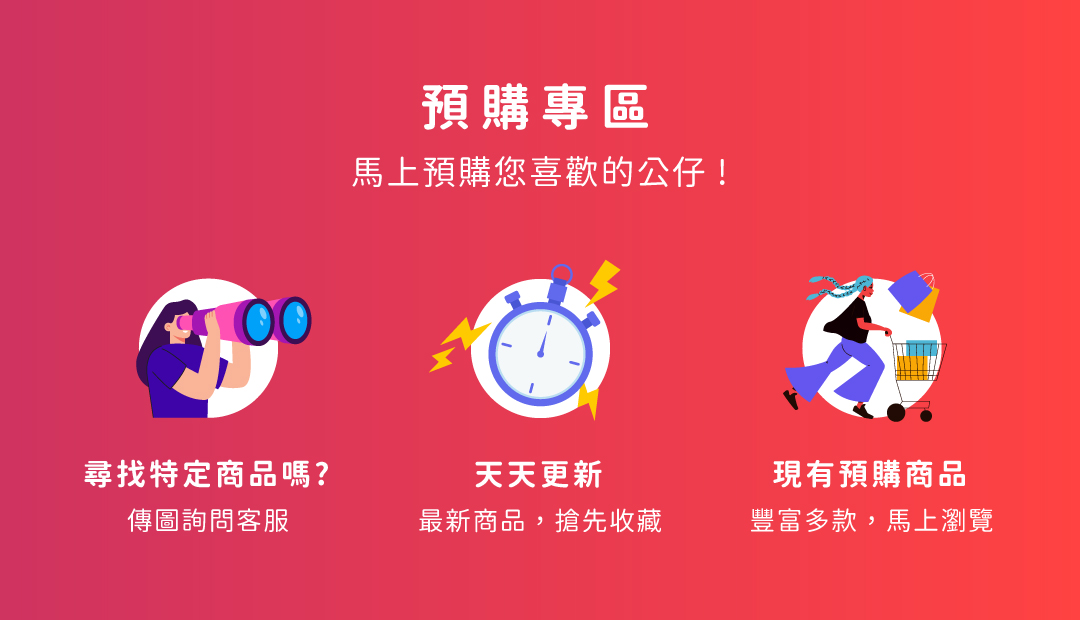 預購專區
馬上預購您喜歡的公仔！
尋找特定商品嗎?
傳圖詢問客服
天天更新
最新商品，搶先收藏
現有預購商品
豐富多款，馬上瀏覽